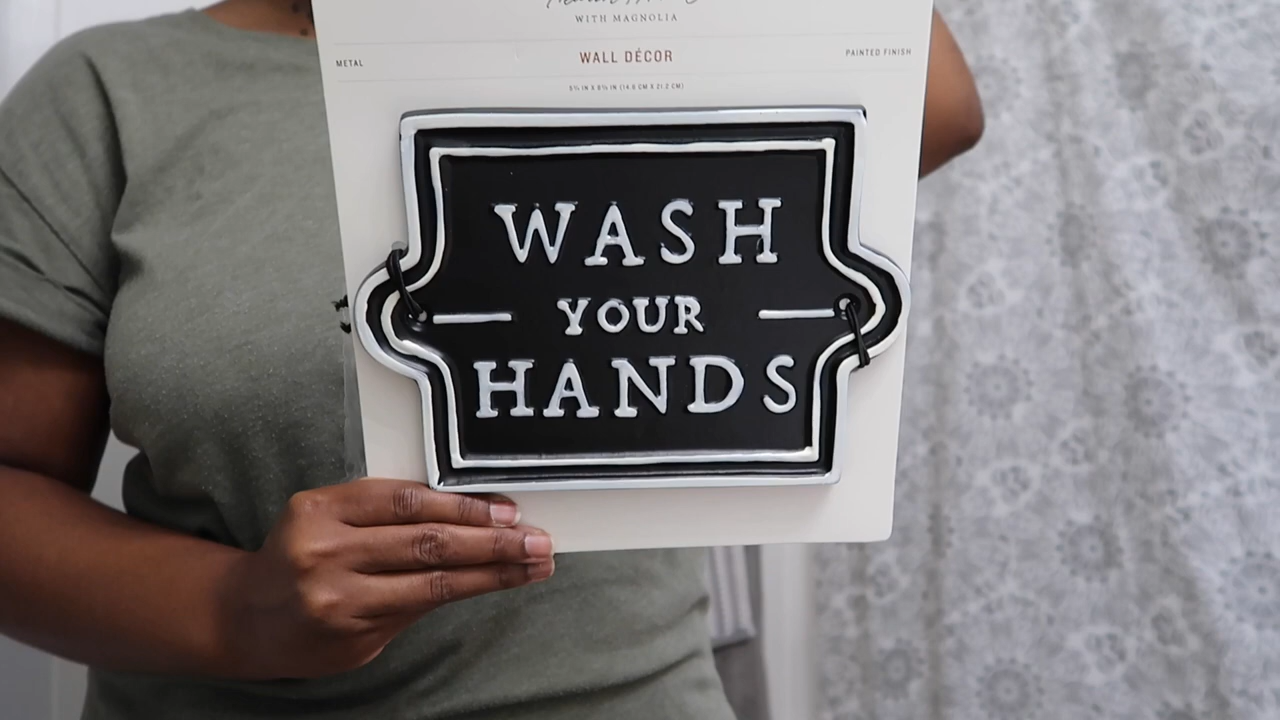 WITH MAGNOLIA
METAL
WALL DÉCOR
PAINTED FINISH
WASH
YOUR
HANDS